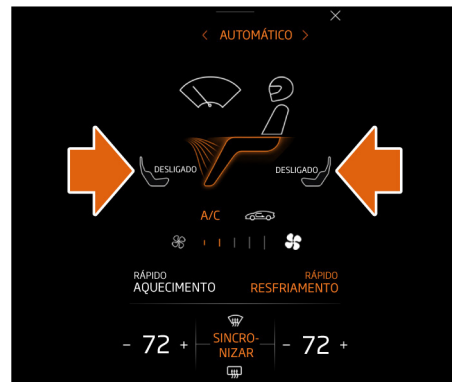 < AUTOMÁTICO >
DESLIGADO DESLIGADO
A/C
RÁPIDO RÁPIDO
AQUECIMENTO RESFRIAMENTO
- 72 + SINCRO- - 72 +
NIZAR